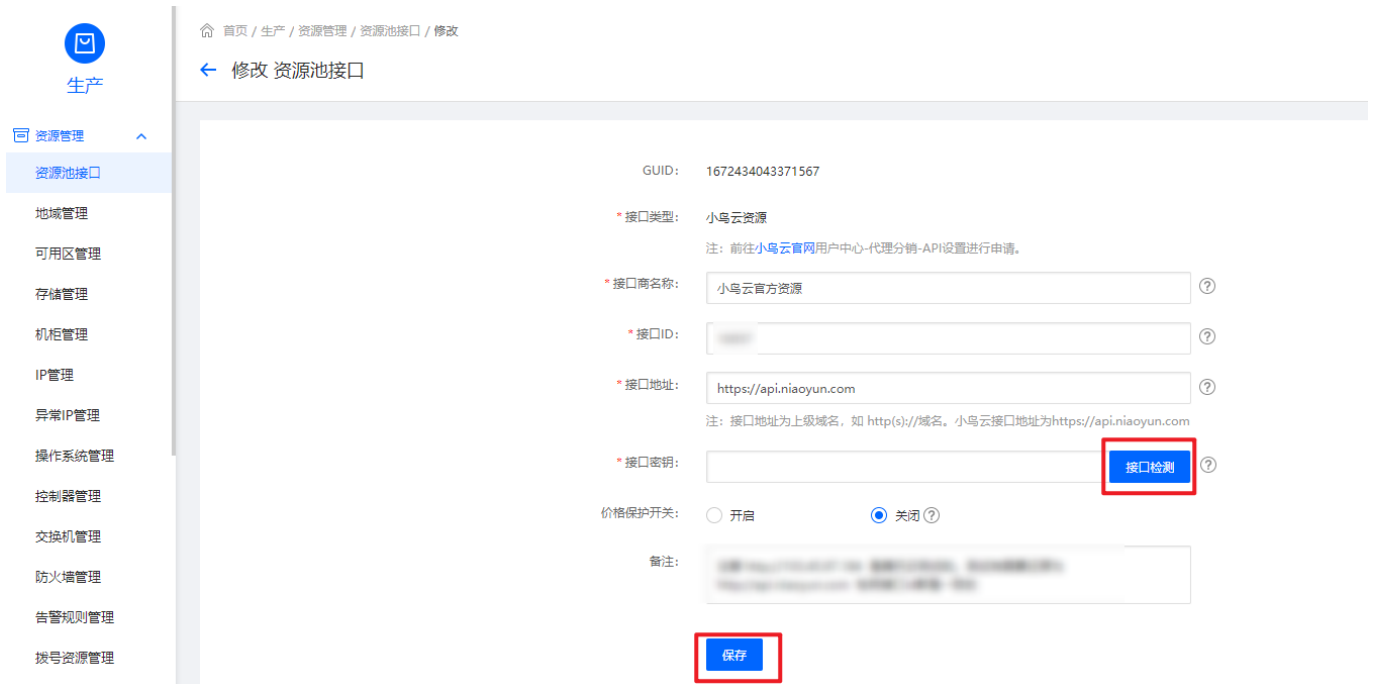 生产
资源管理
资源池接口
地域管理
可用区管理
存储管理
机柜管理
IP管理
异常IP管理
操作系统管理
控制器管理
交换机管理
防火墙管理
告警规则管理
拨号资源管理
首页 / 生产 / 资源管理 / 资源池接口 / 修改
← 修改 资源池接口
GUID: 1672434043371567
*接口类型: 小鸟云资源
注：前往小鸟云官网用户中心-代理分销-API设置进行申请。
*接口商名称: 小鸟云官方资源 ?
*接口ID: ?
*接口地址: https://api.niaoyun.com ?
注：接口地址为上级域名，如 http(s)://域名。小鸟云接口地址为https://api.niaoyun.com
*接口密钥: 接口检测 ?
价格保护开关: 开启 关闭 ?
备注:
保存